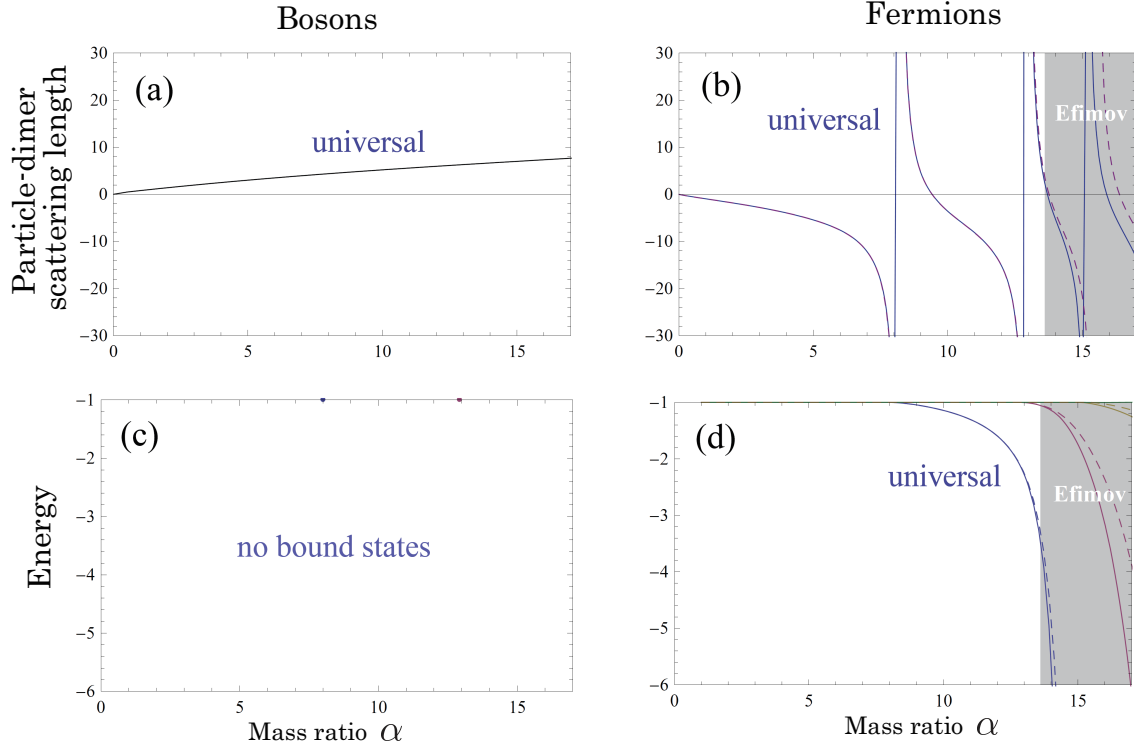 Bosons
Fermions
Particle-dimer
scattering length
30
20
10
0
−10
−20
−30
(a)
universal
0
5
10
15
30
20
10
0
−10
−20
−30
(b)
universal
Efimov
0
5
10
15
Energy
−1
−2
−3
−4
−5
−6
(c)
no bound states
0
5
10
15
Mass ratio α
−1
−2
−3
−4
−5
−6
(d)
universal
Efimov
0
5
10
15
Mass ratio α